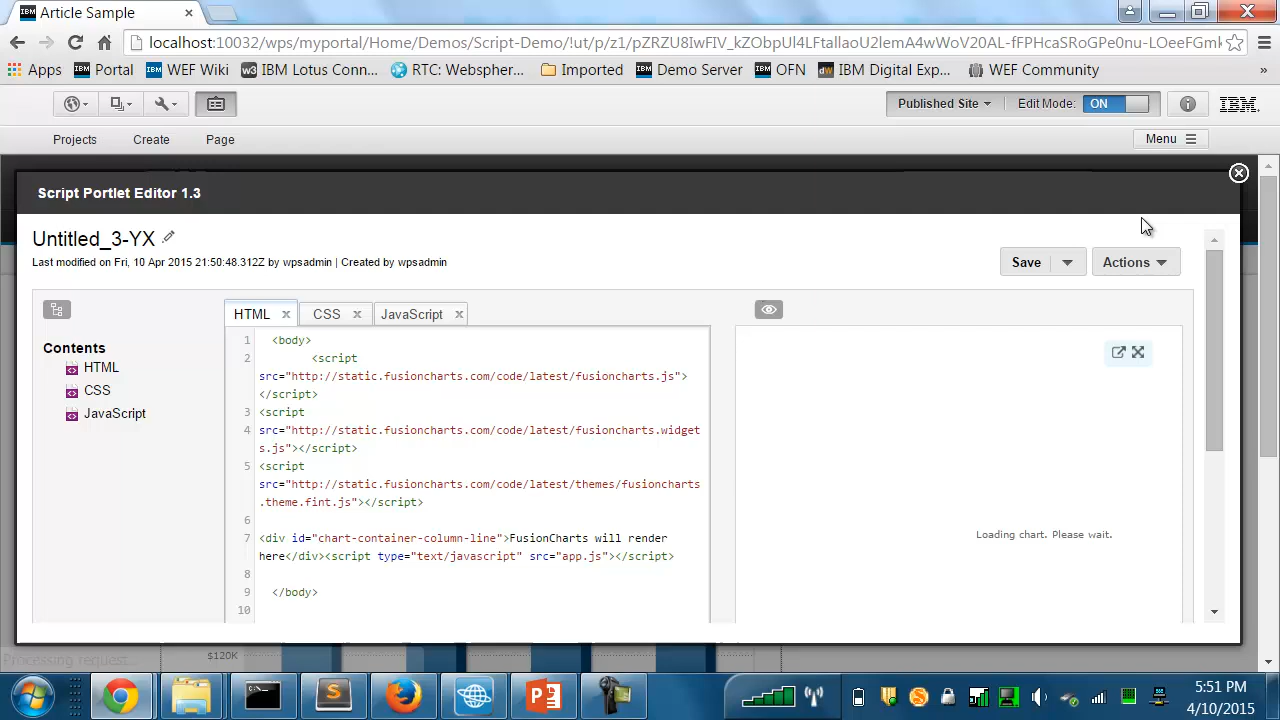 Article Sample
localhost:10032/wps/myportal/Home/Demos/Script-Demo/ut/p/z1/pZRZU8IwFIV_kZObpUl4LFtallaoU2lemA4wWoV20AL-fFPHcaSRoGPe0nu-LOeeFGmk
Apps Portal WEF Wiki IBM Lotus Conn... RTC: Webspher... Imported Demo Server OFN IBM Digital Exp... WEF Community »
Published Site Edit Mode: ON IBM
Projects Create Page Menu
Script Portlet Editor 1.3
Untitled_3-YX
Last modified on Fri, 10 Apr 2015 21:50:48.312Z by wpsadmin | Created by wpsadmin
Save Actions
HTML x CSS x JavaScript x
Contents
HTML
CSS
JavaScript
1 <body>
2 <script
src="http://static.fusioncharts.com/code/latest/fusioncharts.js">
</script>
3 <script
4 src="http://static.fusioncharts.com/code/latest/fusioncharts.widget
s.js"></script>
5 <script
src="http://static.fusioncharts.com/code/latest/themes/fusioncharts
.theme.fint.js"></script>
6
7 <div id="chart-container-column-line">FusionCharts will render
here</div><script type="text/javascript" src="app.js"></script>
8
9 </body>
10
Loading chart. Please wait.
Processing request...
$120K
5:51 PM
4/10/2015